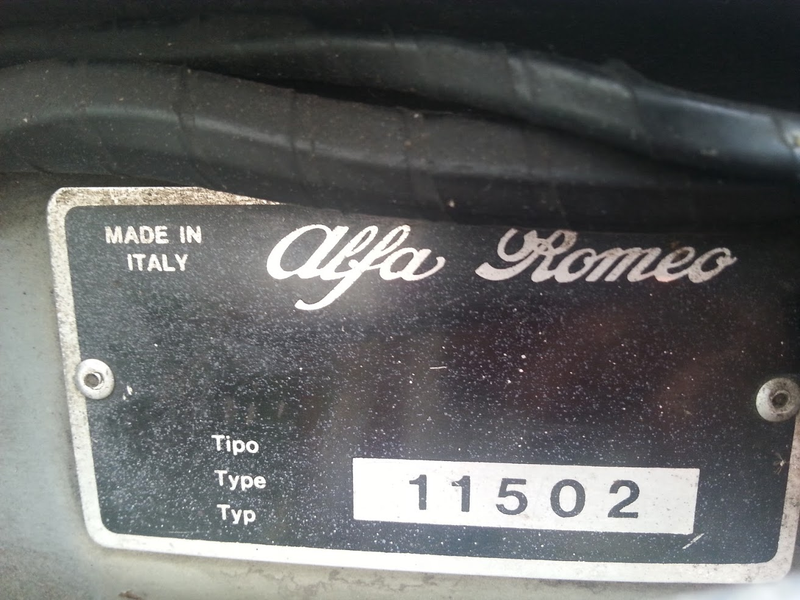 MADE IN
ITALY
Alfa Romeo
Tipo
Type
Typ
11502